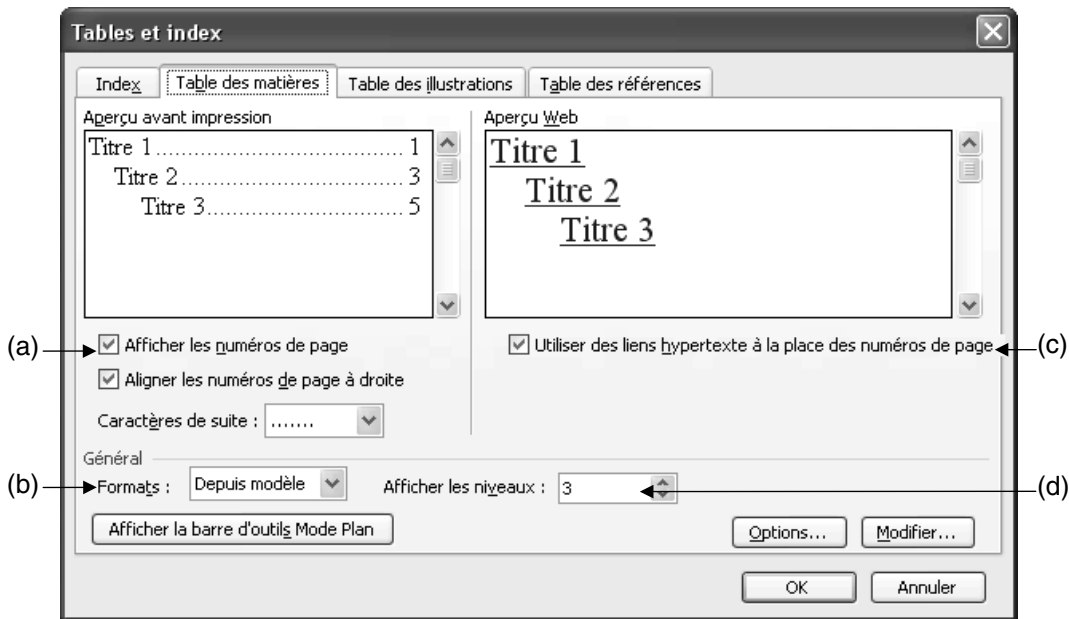 Tables et index
Index Table des matières Table des illustrations Table des références
Aperçu avant impression
Titre 1.................................... 1
Titre 2................................ 3
Titre 3............................ 5
Aperçu Web
Titre 1
Titre 2
Titre 3
(a) Afficher les numéros de page
Utiliser des liens hypertexte à la place des numéros de page (c)
Aligner les numéros de page à droite
Caractères de suite : .......
Général
(b) Formats : Depuis modèle Afficher les niveaux : 3 (d)
Afficher la barre d'outils Mode Plan Options... Modifier...
OK Annuler